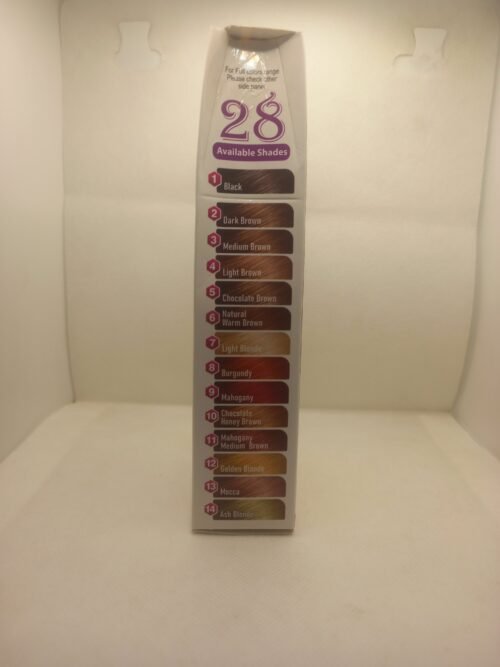 For Full colors range
Please check other
side panel
28
Available Shades
1 Black
2 Dark Brown
3 Medium Brown
4 Light Brown
5 Chocolate Brown
6 Natural
Warm Brown
7 Light Blonde
8 Burgundy
9 Mahogany
10 Chocolate
Honey Brown
11 Mahogany
Medium Brown
12 Golden Blonde
13 Mocca
14 Ash Blonde